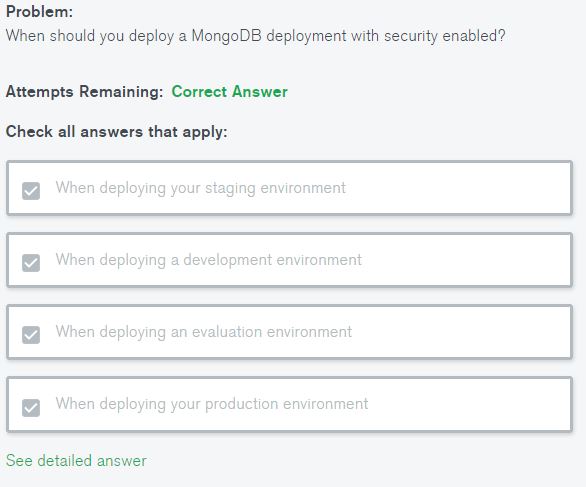 Problem:
When should you deploy a MongoDB deployment with security enabled?
Attempts Remaining: Correct Answer
Check all answers that apply:
When deploying your staging environment
When deploying a development environment
When deploying an evaluation environment
When deploying your production environment
See detailed answer